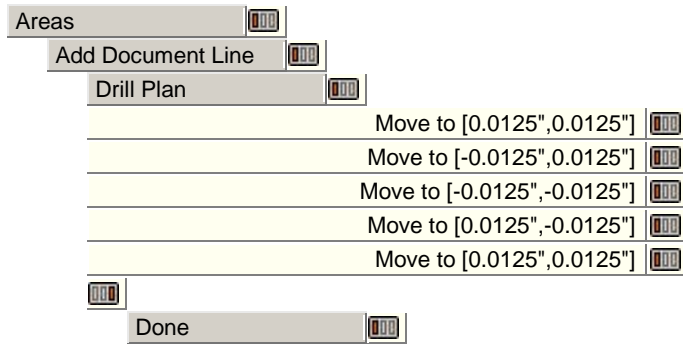 Areas
Add Document Line
Drill Plan
Move to [0.0125",0.0125"]
Move to [-0.0125",0.0125"]
Move to [-0.0125",-0.0125"]
Move to [0.0125",-0.0125"]
Move to [0.0125",0.0125"]
Done